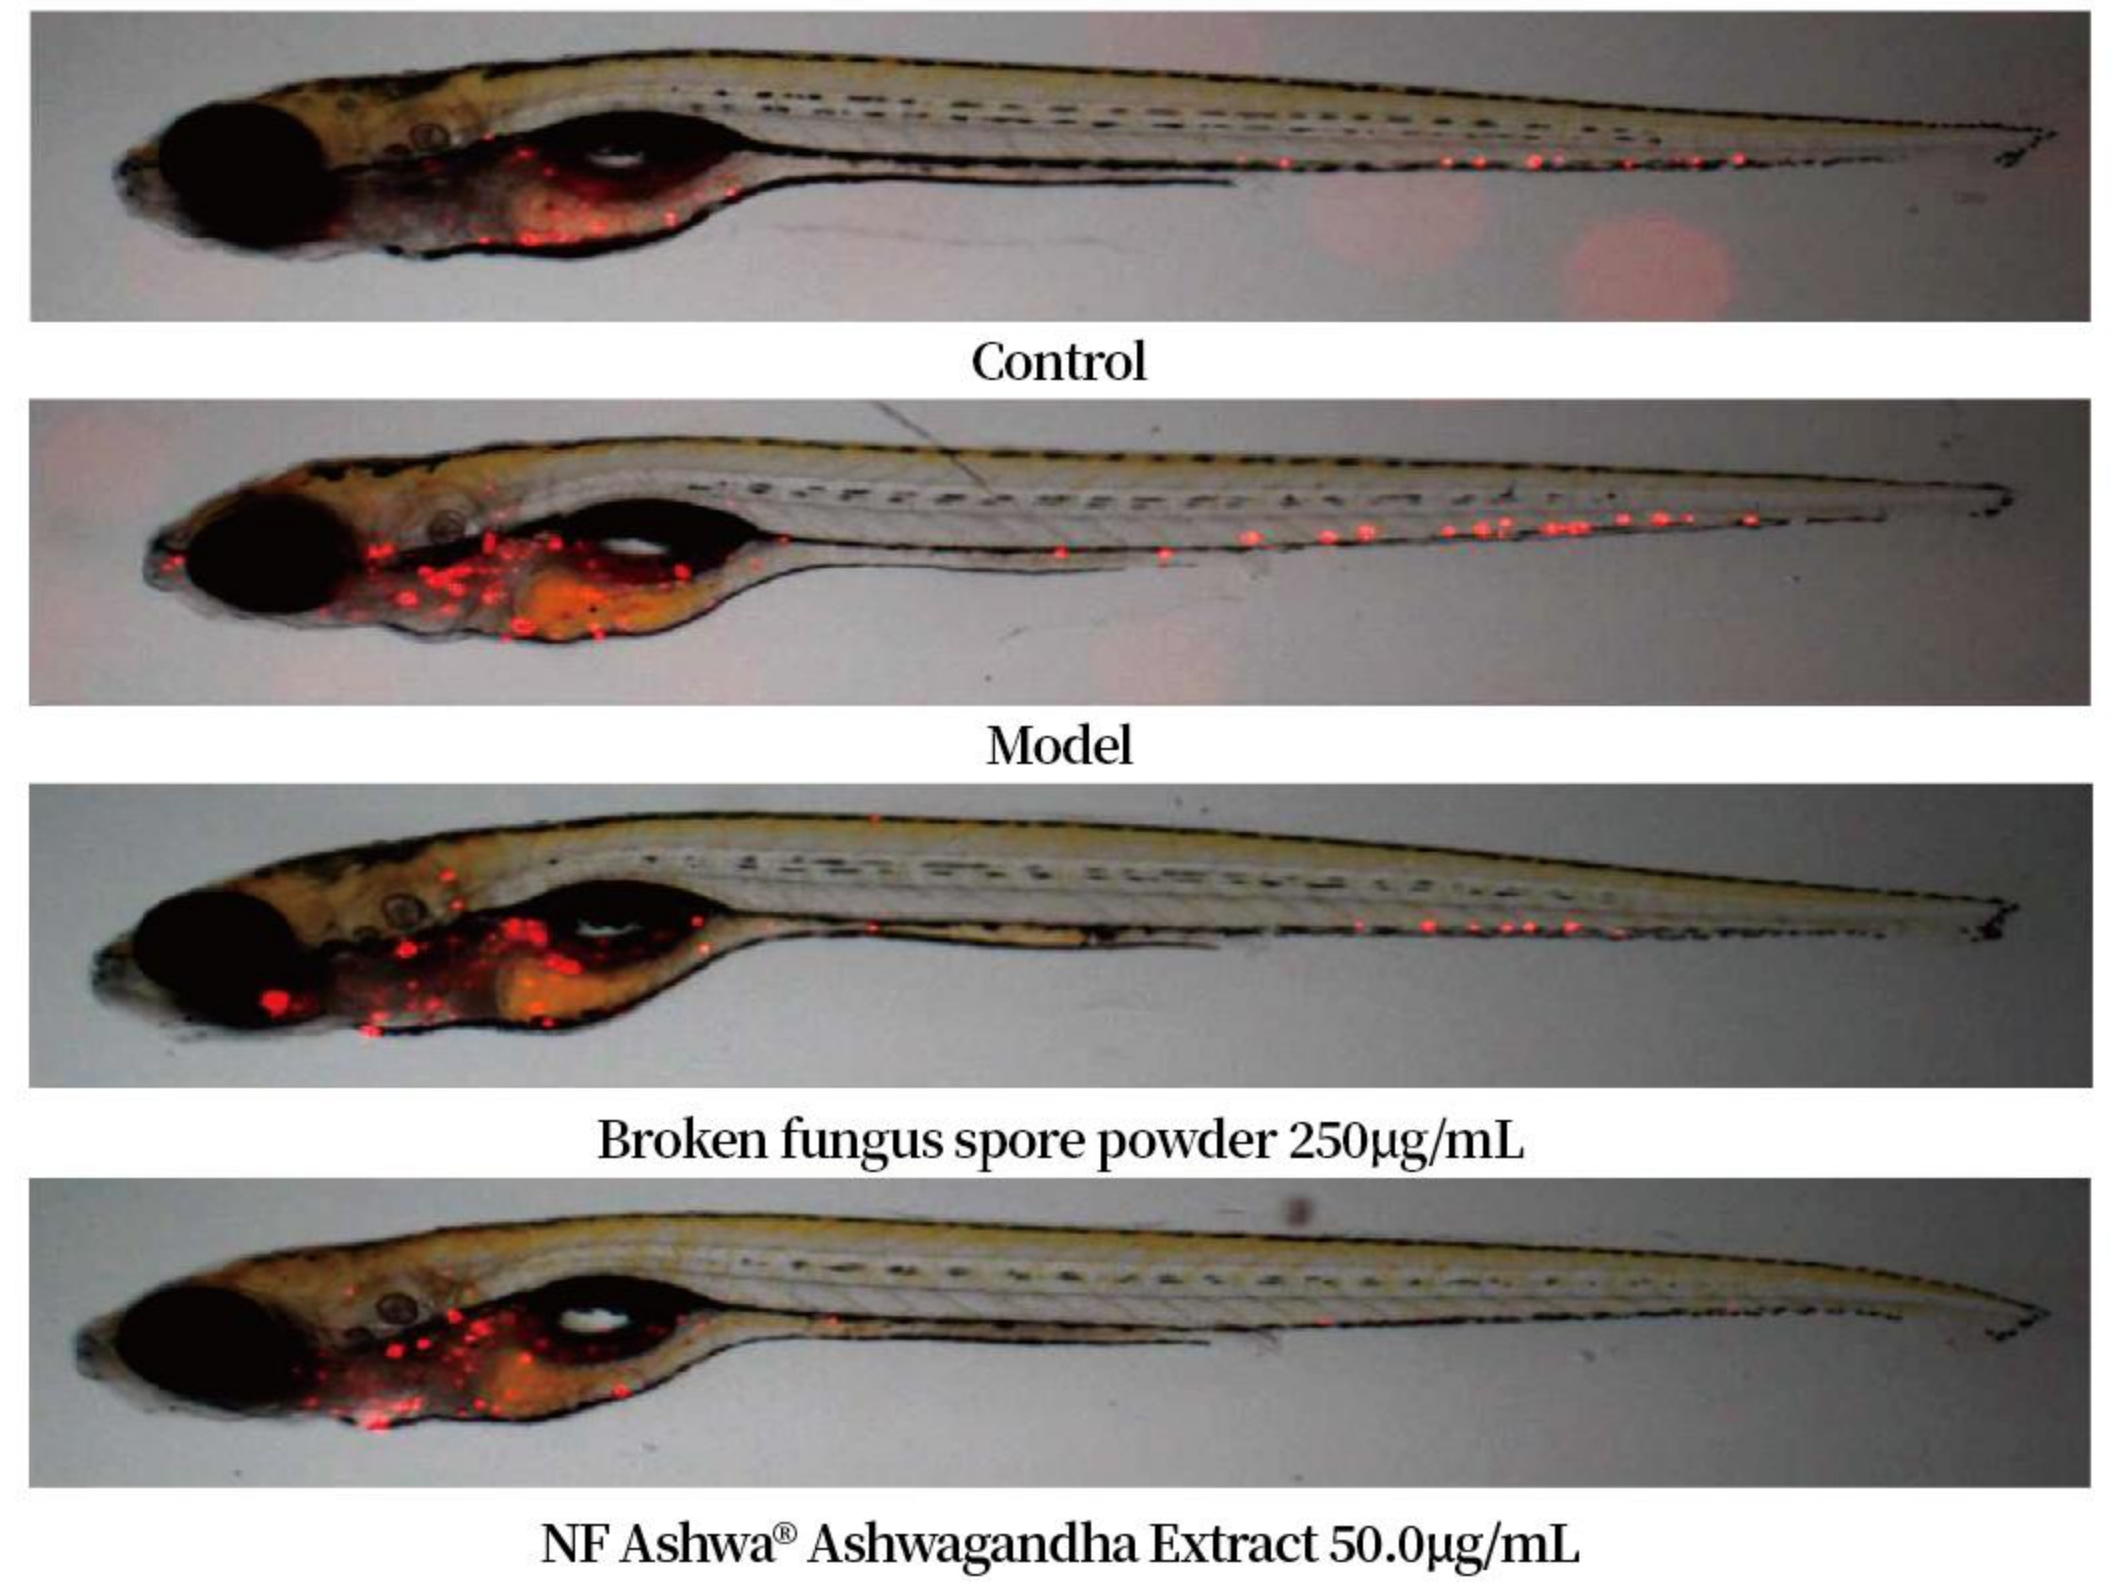 Control
Model
Broken fungus spore powder 250μg/mL
NF Ashwa® Ashwagandha Extract 50.0μg/mL